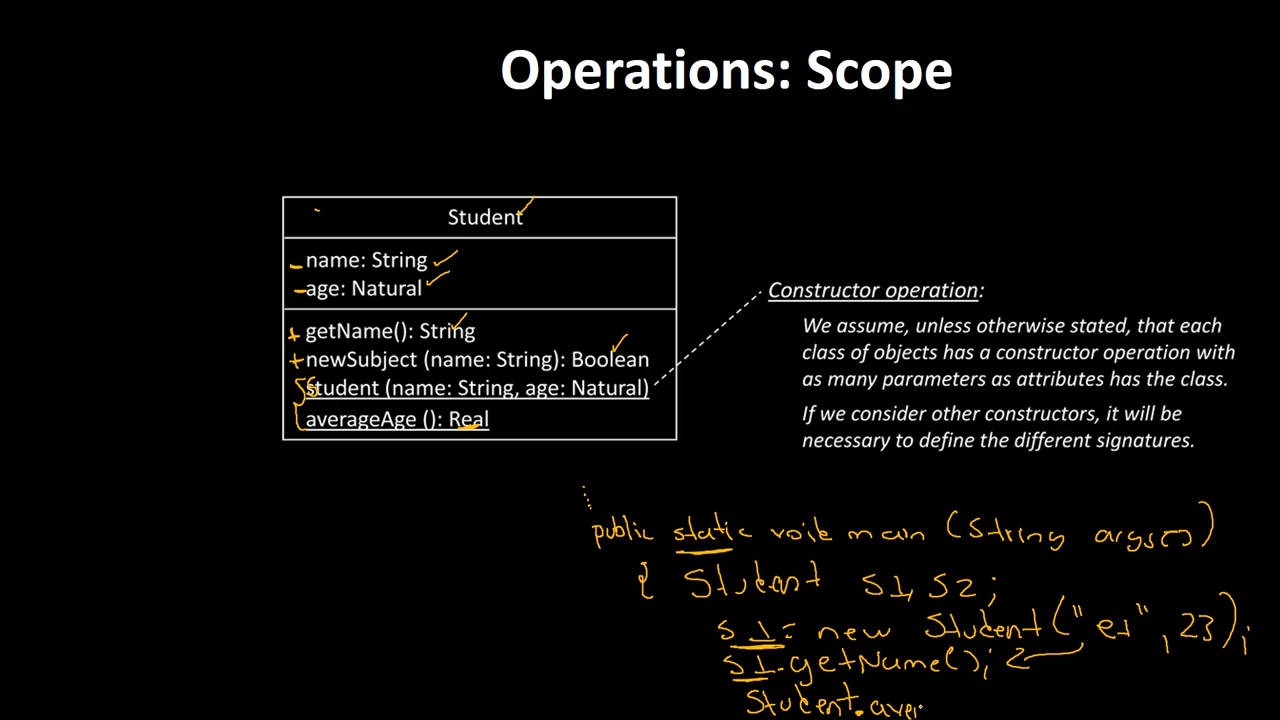 Operations: Scope
Student
- name: String
- age: Natural
+ getName(): String
+ newSubject (name: String): Boolean
student (name: String, age: Natural)
averageAge (): Real
Constructor operation:
We assume, unless otherwise stated, that each
class of objects has a constructor operation with
as many parameters as attributes has the class.
If we consider other constructors, it will be
necessary to define the different signatures.
public static void main (String args[])
{ Student s1, s2;
s1 = new Student(" ", 23);
s1.getName();
Student.aver